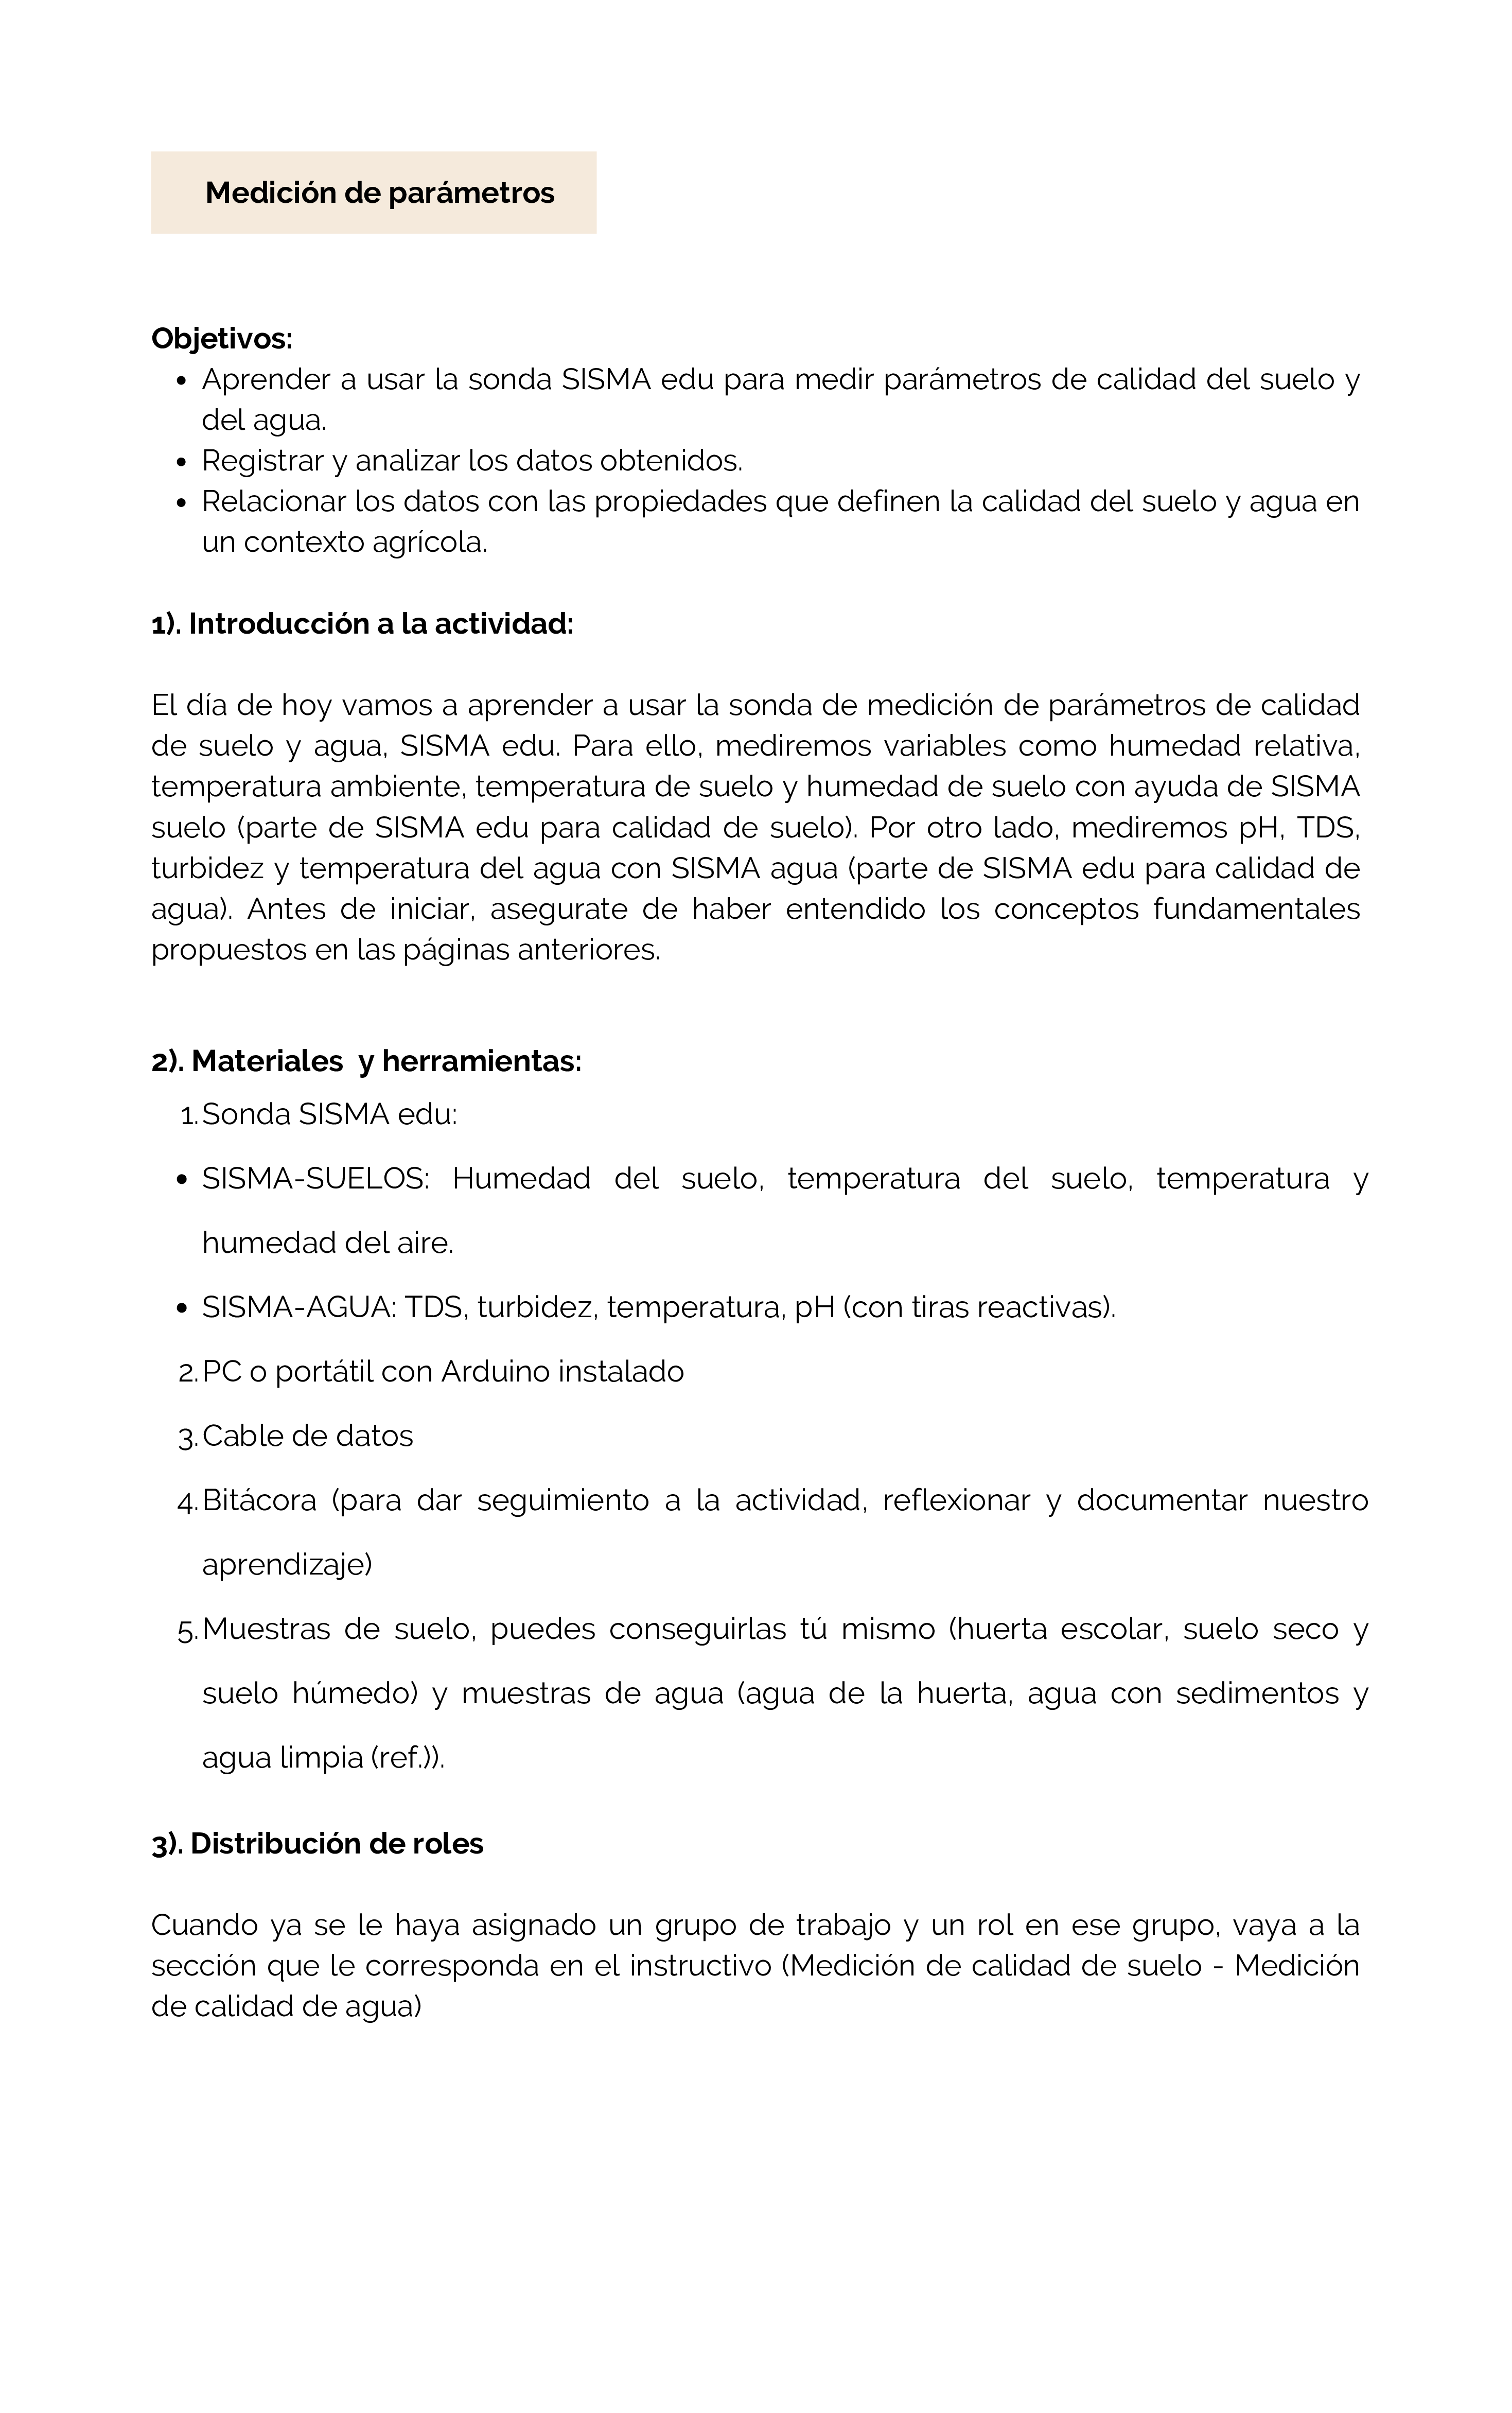 Medición de parámetros
Objetivos:
• Aprender a usar la sonda SISMA edu para medir parámetros de calidad del suelo y
del agua.
• Registrar y analizar los datos obtenidos.
• Relacionar los datos con las propiedades que definen la calidad del suelo y agua en
un contexto agrícola.
1). Introducción a la actividad:
El día de hoy vamos a aprender a usar la sonda de medición de parámetros de calidad
de suelo y agua, SISMA edu. Para ello, mediremos variables como humedad relativa,
temperatura ambiente, temperatura de suelo y humedad de suelo con ayuda de SISMA
suelo (parte de SISMA edu para calidad de suelo). Por otro lado, mediremos pH, TDS,
turbidez y temperatura del agua con SISMA agua (parte de SISMA edu para calidad de
agua). Antes de iniciar, asegurate de haber entendido los conceptos fundamentales
propuestos en las páginas anteriores.
2). Materiales  y herramientas:
1. Sonda SISMA edu:
• SISMA-SUELOS: Humedad del suelo, temperatura del suelo, temperatura y
humedad del aire.
• SISMA-AGUA: TDS, turbidez, temperatura, pH (con tiras reactivas).
2. PC o portátil con Arduino instalado
3. Cable de datos
4. Bitácora (para dar seguimiento a la actividad, reflexionar y documentar nuestro
aprendizaje)
5. Muestras de suelo, puedes conseguirlas tú mismo (huerta escolar, suelo seco y
suelo húmedo) y muestras de agua (agua de la huerta, agua con sedimentos y
agua limpia (ref.)).
3). Distribución de roles
Cuando ya se le haya asignado un grupo de trabajo y un rol en ese grupo, vaya a la
sección que le corresponda en el instructivo (Medición de calidad de suelo - Medición
de calidad de agua)